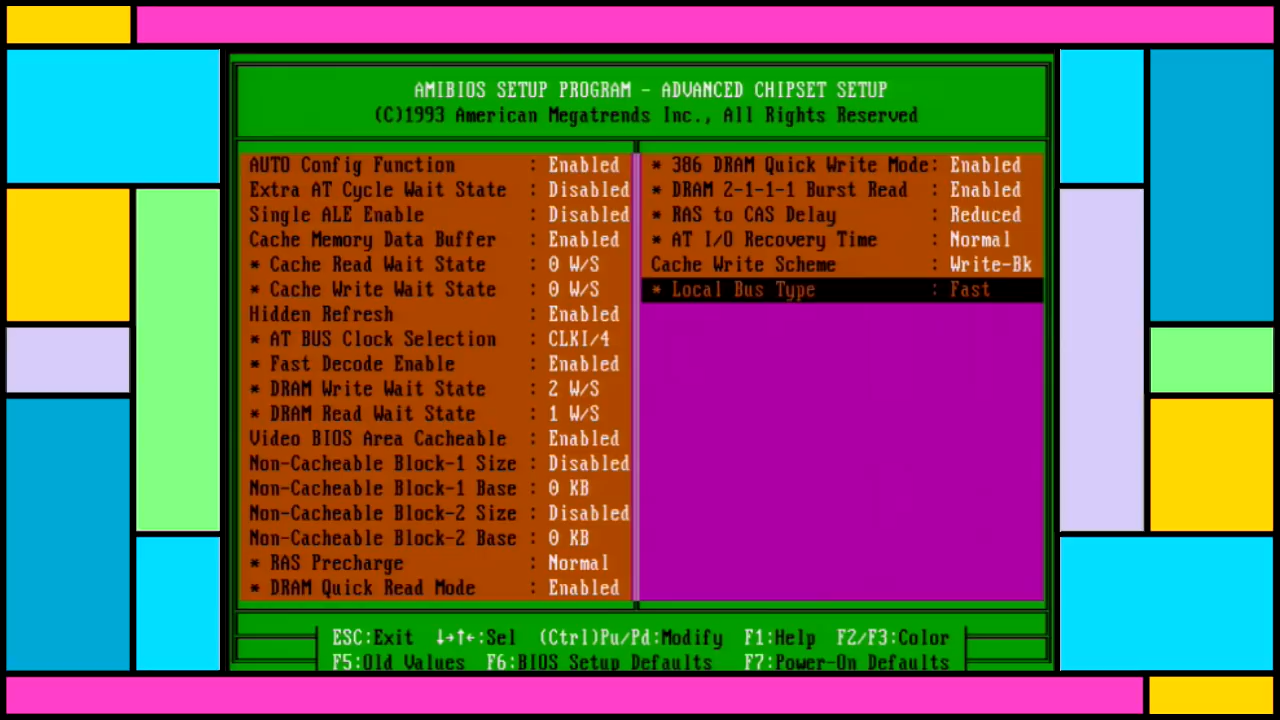 AMIBIOS SETUP PROGRAM - ADVANCED CHIPSET SETUP
(C)1993 American Megatrends Inc., All Rights Reserved
AUTO Config Function : Enabled
Extra AT Cycle Wait State : Disabled
Single ALE Enable : Disabled
Cache Memory Data Buffer : Enabled
* Cache Read Wait State : 0 W/S
* Cache Write Wait State : 0 W/S
Hidden Refresh : Enabled
* AT BUS Clock Selection : CLKI/4
* Fast Decode Enable : Enabled
* DRAM Write Wait State : 2 W/S
* DRAM Read Wait State : 1 W/S
Video BIOS Area Cacheable : Enabled
Non-Cacheable Block-1 Size : Disabled
Non-Cacheable Block-1 Base : 0 KB
Non-Cacheable Block-2 Size : Disabled
Non-Cacheable Block-2 Base : 0 KB
* RAS Precharge : Normal
* DRAM Quick Read Mode : Enabled
* 386 DRAM Quick Write Mode: Enabled
* DRAM 2-1-1-1 Burst Read : Enabled
* RAS to CAS Delay : Reduced
* AT I/O Recovery Time : Normal
Cache Write Scheme : Write-Bk
* Local Bus Type : Fast
ESC:Exit ↓→↑←:Sel (Ctrl)Pu/Pd:Modify F1:Help F2/F3:Color
F5:Old Values F6:BIOS Setup Defaults F7:Power-On Defaults